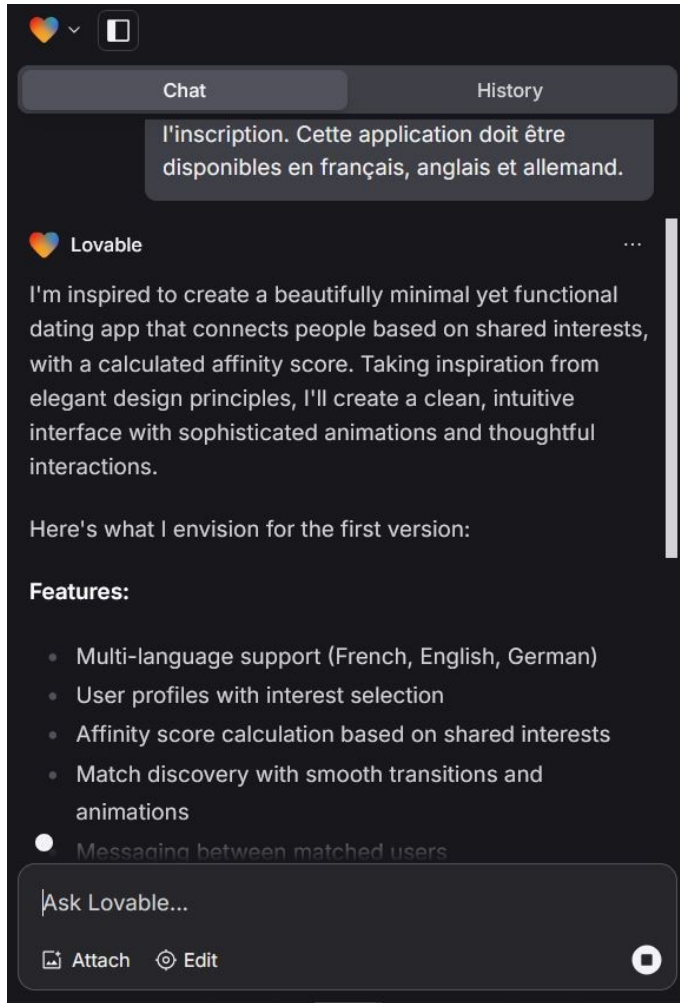 Chat
History
l'inscription. Cette application doit être
disponibles en français, anglais et allemand.
Lovable
...
I'm inspired to create a beautifully minimal yet functional
dating app that connects people based on shared interests,
with a calculated affinity score. Taking inspiration from
elegant design principles, I'll create a clean, intuitive
interface with sophisticated animations and thoughtful
interactions.
Here's what I envision for the first version:
Features:
• Multi-language support (French, English, German)
• User profiles with interest selection
• Affinity score calculation based on shared interests
• Match discovery with smooth transitions and
animations
• Messaging between matched users
Ask Lovable...
Attach
Edit